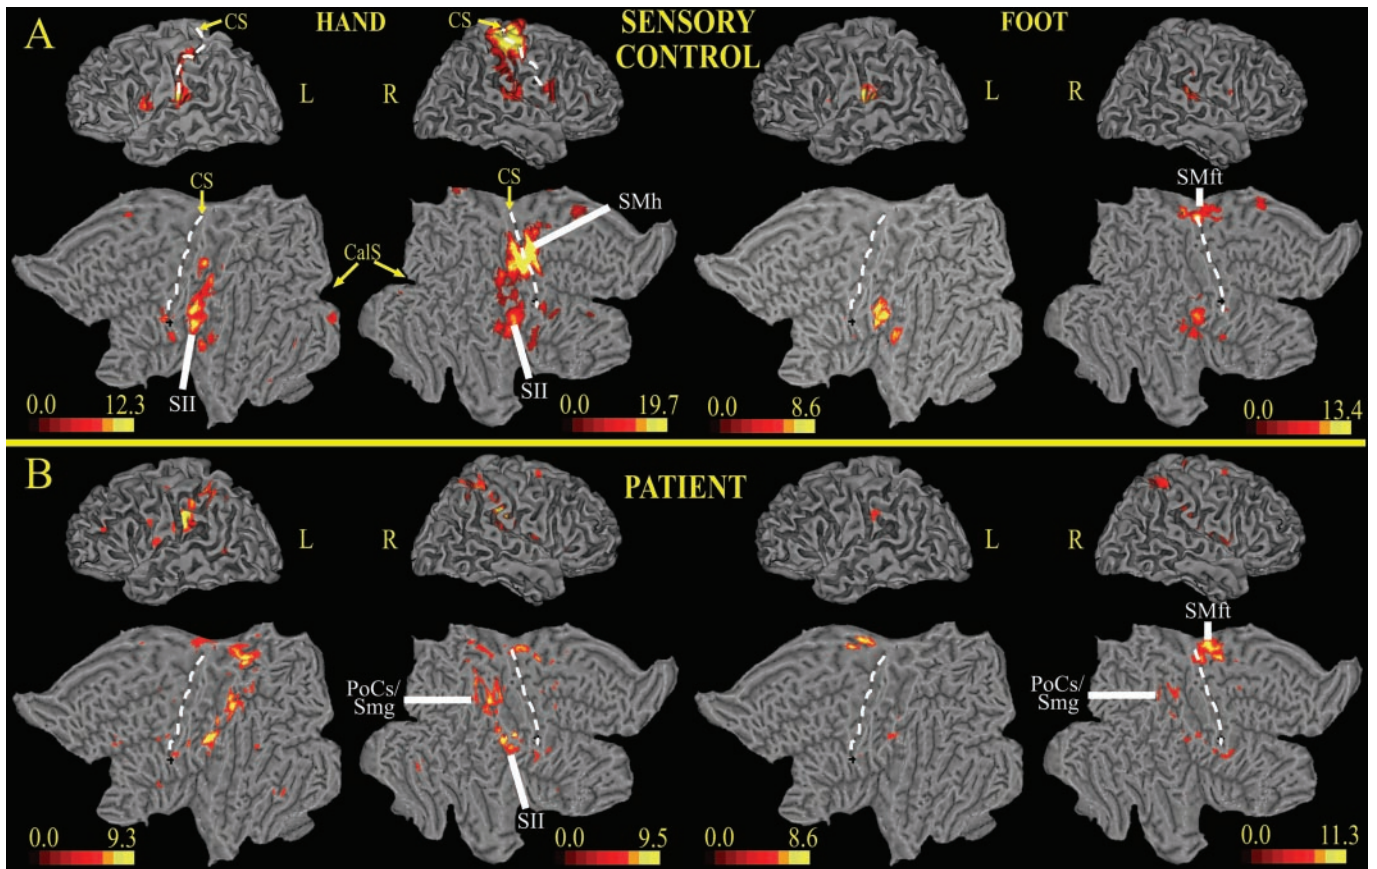 A
HAND
SENSORY
CONTROL
FOOT
CS
CS
L
R
L
R
CS
CS
SMh
SMft
CalS
SII
SII
0.0 12.3
0.0 19.7
0.0 8.6
0.0 13.4
B
PATIENT
L
R
L
R
SMft
PoCs/
Smg
PoCs/
Smg
SII
0.0 9.3
0.0 9.5
0.0 8.6
0.0 11.3